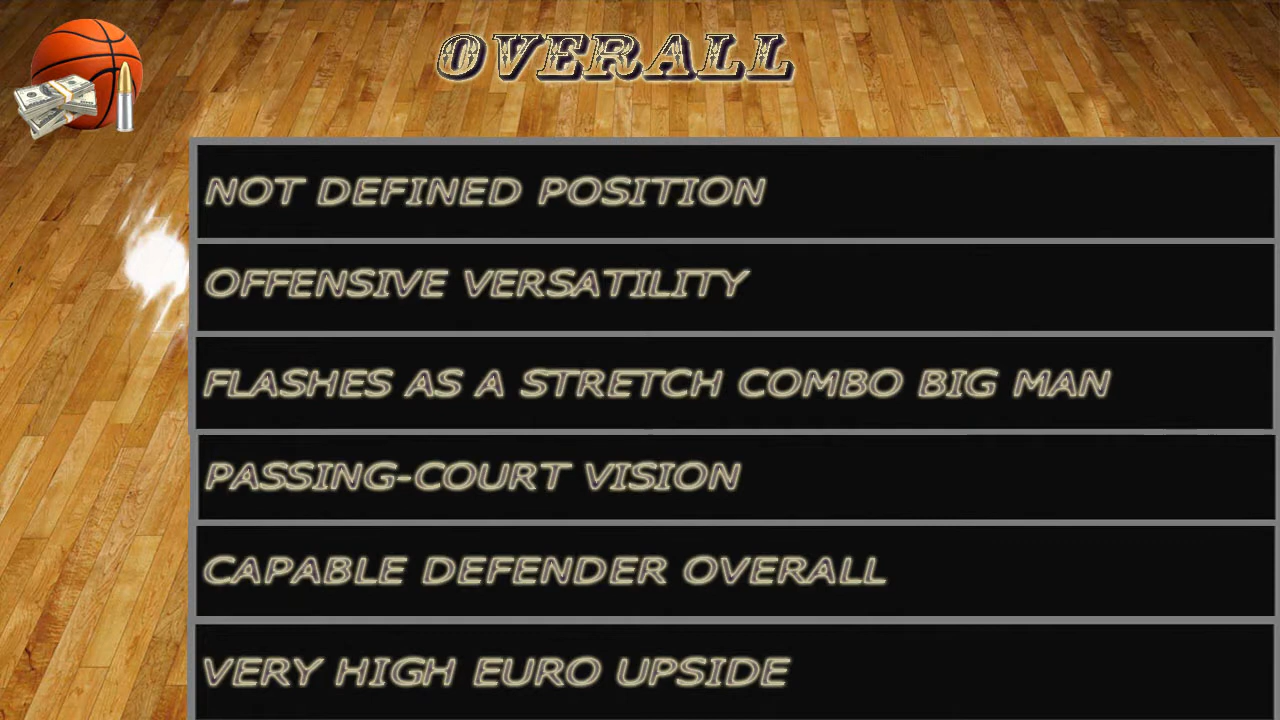 OVERALL
NOT DEFINED POSITION
OFFENSIVE VERSATILITY
FLASHES AS A STRETCH COMBO BIG MAN
PASSING-COURT VISION
CAPABLE DEFENDER OVERALL
VERY HIGH EURO UPSIDE